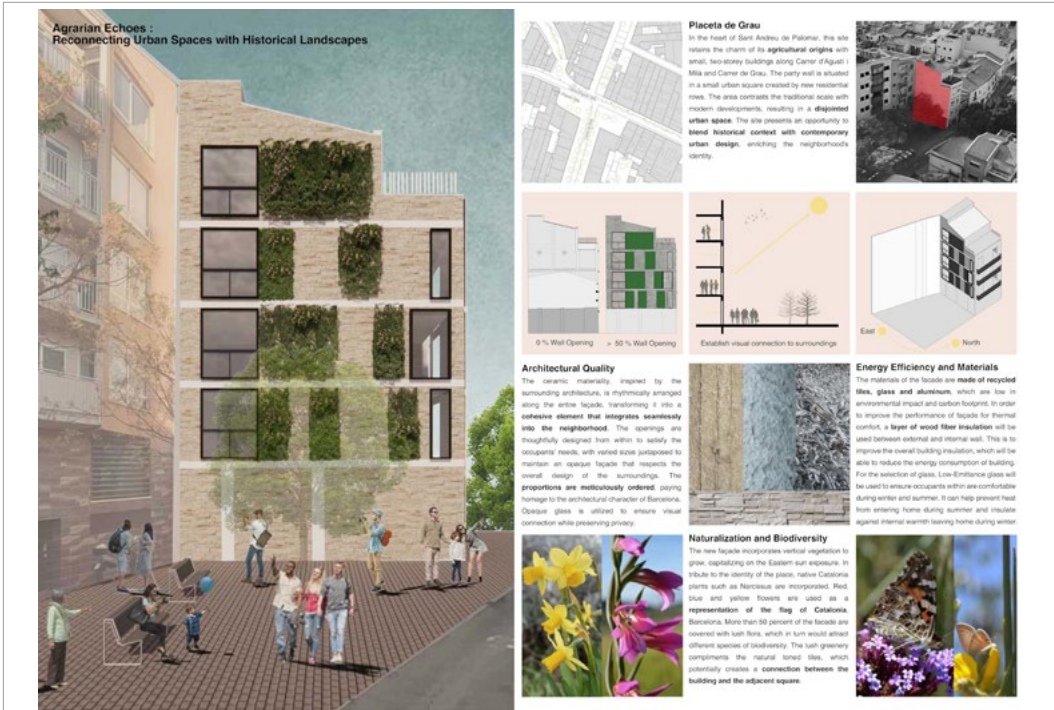 Agrarian Echoes :
Reconnecting Urban Spaces with Historical Landscapes
Placeta de Grau
In the heart of Sant Andreu de Palomar, this site
retains the charm of its agricultural origins with
small, two-storey buildings along Carrer d'Agustí i
Milà and Carrer de Grau. The party wall is situated
in a small urban square created by new residential
rows. The area contrasts the traditional scale with
modern developments, resulting in a disjointed
urban space. The site presents an opportunity to
blend historical context with contemporary
urban design, enriching the neighborhood's
identity.
0 % Wall Opening
> 50 % Wall Opening
Establish visual connection to surroundings
East
North
Architectural Quality
The ceramic materiality, inspired by the
surrounding architecture, is rhythmically arranged
along the entire façade, transforming it into a
cohesive element that integrates seamlessly
into the neighborhood. The openings are
thoughtfully designed from within to satisfy the
occupants' needs, with varied sizes juxtaposed to
maintain an opaque façade that respects the
overall design of the surroundings. The
proportions are meticulously ordered, paying
homage to the architectural character of Barcelona.
Opaque glass is utilized to ensure visual
connection while preserving privacy.
Energy Efficiency and Materials
The materials of the facade are made of recycled
tiles, glass and aluminum, which are low in
environmental impact and carbon footprint. In order
to improve the performance of façade for thermal
comfort, a layer of wood fiber insulation will be
used between external and internal wall. This is to
improve the overall building insulation, which will be
able to reduce the energy consumption of building.
For the selection of glass, Low-Emittance glass will
be used to ensure occupants within are comfortable
during winter and summer. It can help prevent heat
from entering home during summer and insulate
against internal warmth leaving home during winter.
Naturalization and Biodiversity
The new façade incorporates vertical vegetation to
grow, capitalizing on the Eastern sun exposure. In
tribute to the identity of the place, native Catalonia
plants such as Narcissus are incorporated. Red,
blue and yellow flowers are used as a
representation of the flag of Catalonia,
Barcelona. More than 50 percent of the facade are
covered with lush flora, which in turn would attract
different species of biodiversity. The lush greenery
compliments the natural toned tiles, which
potentially creates a connection between the
building and the adjacent square.